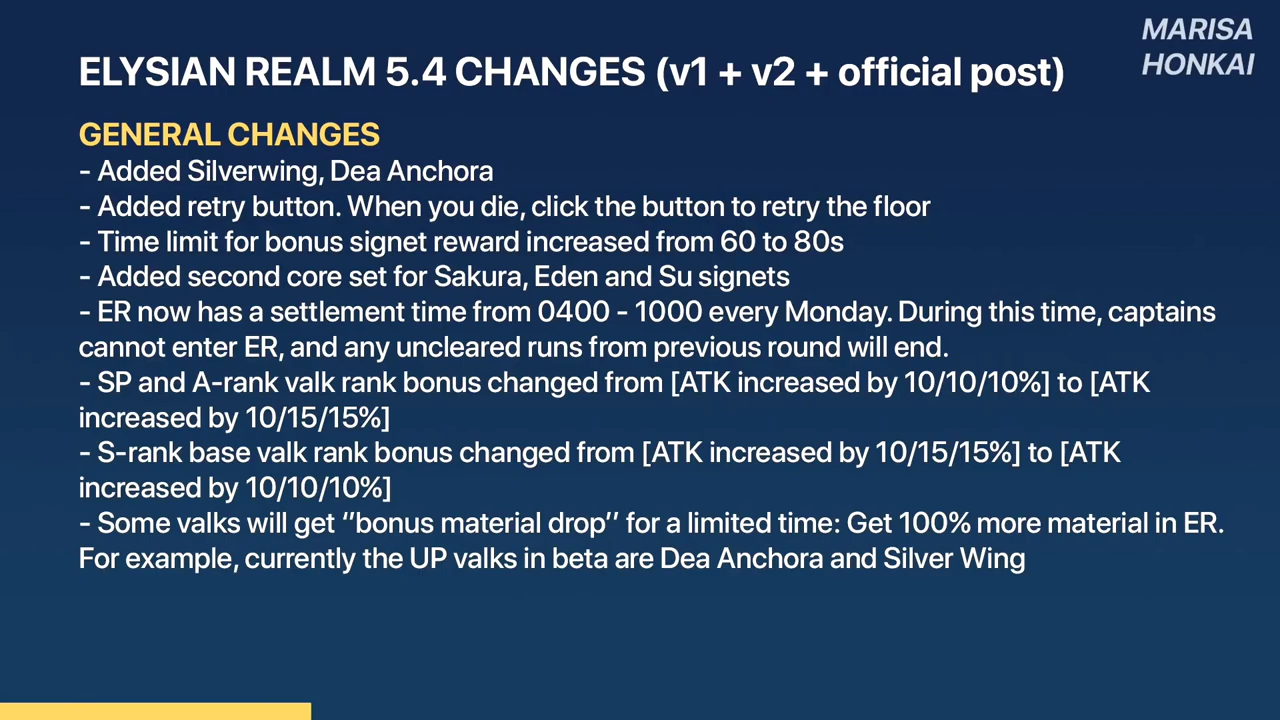 MARISA
HONKAI
ELYSIAN REALM 5.4 CHANGES (v1 + v2 + official post)
GENERAL CHANGES
- Added Silverwing, Dea Anchora
- Added retry button. When you die, click the button to retry the floor
- Time limit for bonus signet reward increased from 60 to 80s
- Added second core set for Sakura, Eden and Su signets
- ER now has a settlement time from 0400 - 1000 every Monday. During this time, captains
cannot enter ER, and any uncleared runs from previous round will end.
- SP and A-rank valk rank bonus changed from [ATK increased by 10/10/10%] to [ATK
increased by 10/15/15%]
- S-rank base valk rank bonus changed from [ATK increased by 10/15/15%] to [ATK
increased by 10/10/10%]
- Some valks will get ‘’bonus material drop’’ for a limited time: Get 100% more material in ER.
For example, currently the UP valks in beta are Dea Anchora and Silver Wing